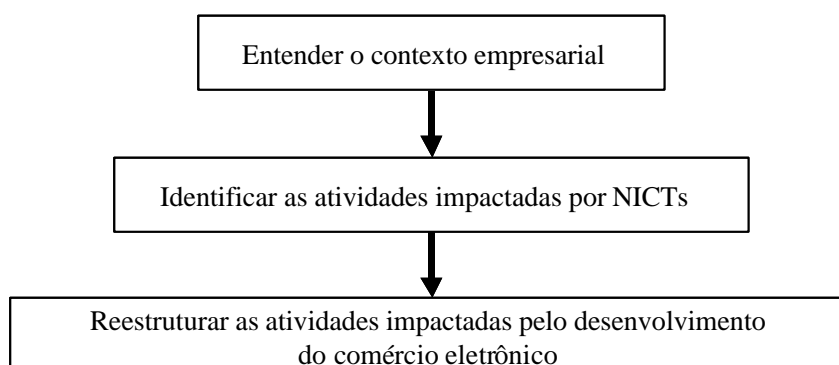 Entender o contexto empresarial
Identificar as atividades impactadas por NICTs
Reestruturar as atividades impactadas pelo desenvolvimento
do comércio eletrônico